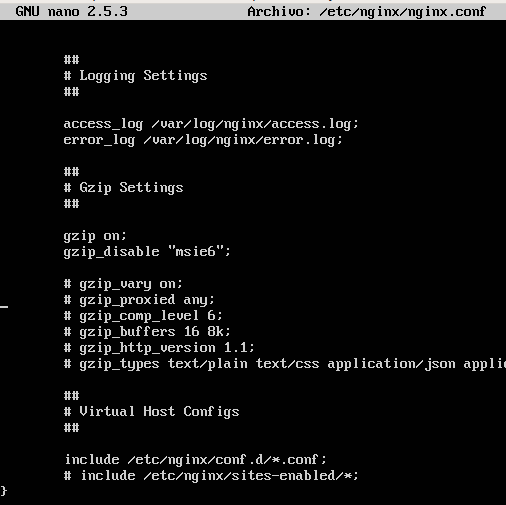 GNU nano 2.5.3 Archivo: /etc/nginx/nginx.conf
##
# Logging Settings
##
access_log /var/log/nginx/access.log;
error_log /var/log/nginx/error.log;
##
# Gzip Settings
##
gzip on;
gzip_disable "msie6";
# gzip_vary on;
# gzip_proxied any;
# gzip_comp_level 6;
# gzip_buffers 16 8k;
# gzip_http_version 1.1;
# gzip_types text/plain text/css application/json appli
##
# Virtual Host Configs
##
include /etc/nginx/conf.d/*.conf;
# include /etc/nginx/sites-enabled/*;
}